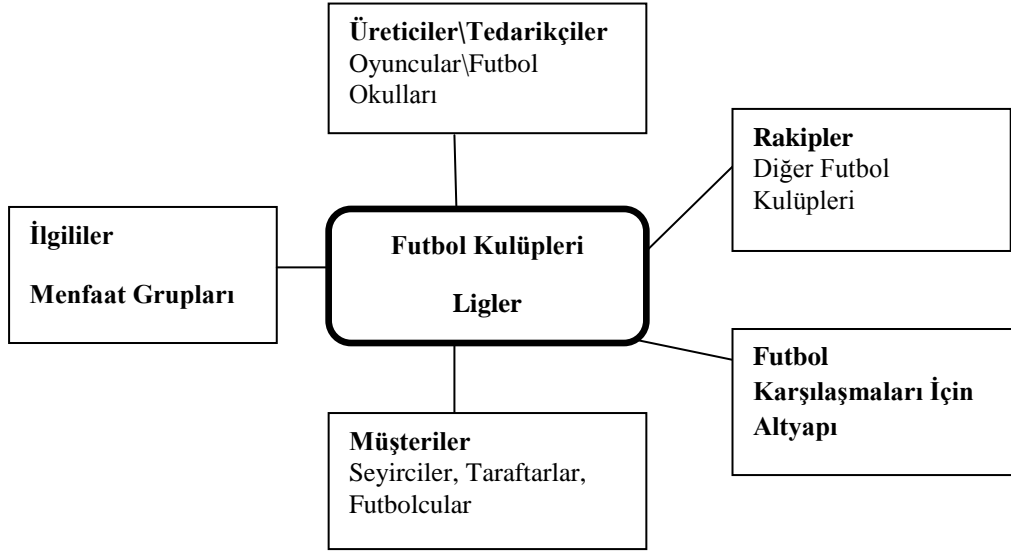 Üreticiler\Tedarikçiler
Oyuncular\Futbol
Okulları
Rakipler
Diğer Futbol
Kulüpleri
İlgililer
Menfaat Grupları
Futbol Kulüpleri
Ligler
Futbol
Karşılaşmaları İçin
Altyapı
Müşteriler
Seyirciler, Taraftarlar,
Futbolcular